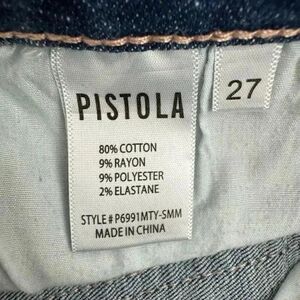 PISTOLA
27
80% COTTON
9% RAYON
9% POLYESTER
2% ELASTANE
STYLE# P6991MTY-SMM
MADE IN CHINA